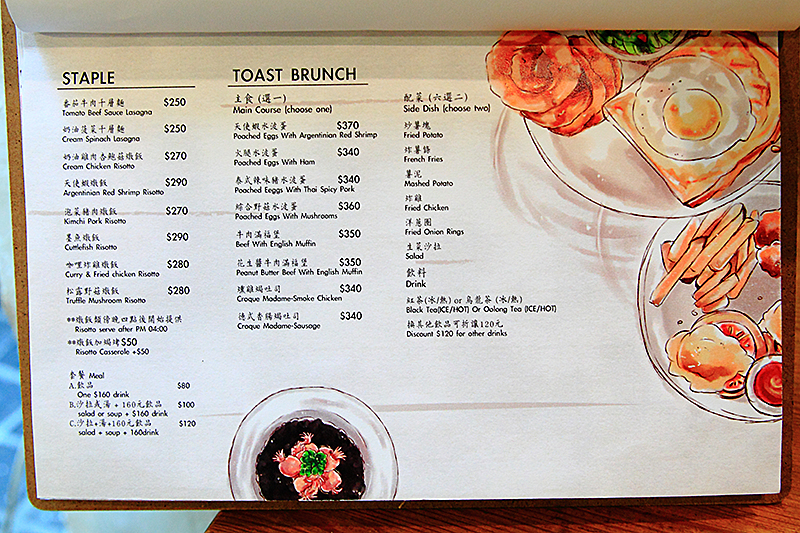 STAPLE
番茄牛肉千層麵 $250
Tomato Beef Sauce Lasagna
奶油菠菜千層麵 $250
Cream Spinach Lasagna
奶油雞肉杏鮑菇燉飯 $270
Cream Chicken Risotto
天使蝦燉飯 $290
Argentinian Red Shrimp Risotto
泡菜豬肉燉飯 $270
Kimchi Pork Risotto
墨魚燉飯 $290
Cuttlefish Risotto
咖哩炸雞燉飯 $280
Curry & Fried chicken Risotto
松露野菇燉飯 $280
Truffle Mushroom Risotto
**燉飯類傍晚四點後開始提供
Risotto serve after PM 04:00
**燉飯加焗烤$50
Risotto Casserole +$50
套餐 Meal
A.飲品 $80
One $160 drink
B.沙拉或湯 + 160元飲品 $100
salad or soup + $160 drink
C.沙拉+湯+160元飲品 $120
salad + soup + 160drink
TOAST BRUNCH
主食 (選一)
Main Course (choose one)
天使蝦水波蛋 $370
Poached Eggs With Argentinian Red Shrimp
火腿水波蛋 $340
Poached Eggs With Ham
泰式辣味豬水波蛋 $340
Poached Eeggs With Thai Spicy Pork
綜合野菇水波蛋 $360
Poached Eggs With Mushrooms
牛肉滿福堡 $350
Beef With English Muffin
花生醬牛肉滿福堡 $350
Peanut Butter Beef With English Muffin
燻雞焗吐司 $340
Croque Madame-Smoke Chicken
德式香腸焗吐司 $340
Croque Madame-Sausage
配菜 (六選二)
Side Dish (choose two)
炒薯塊
Fried Potato
炸薯條
French Fries
薯泥
Mashed Potato
炸雞
Fried Chicken
洋蔥圈
Fried Onion Rings
生菜沙拉
Salad
飲料
Drink
紅茶(冰/熱) or 烏龍茶 (冰/熱)
Black Tea(ICE/HOT) Or Oolong Tea (ICE/HOT)
換其他飲品可折讓120元
Discount $120 for other drinks